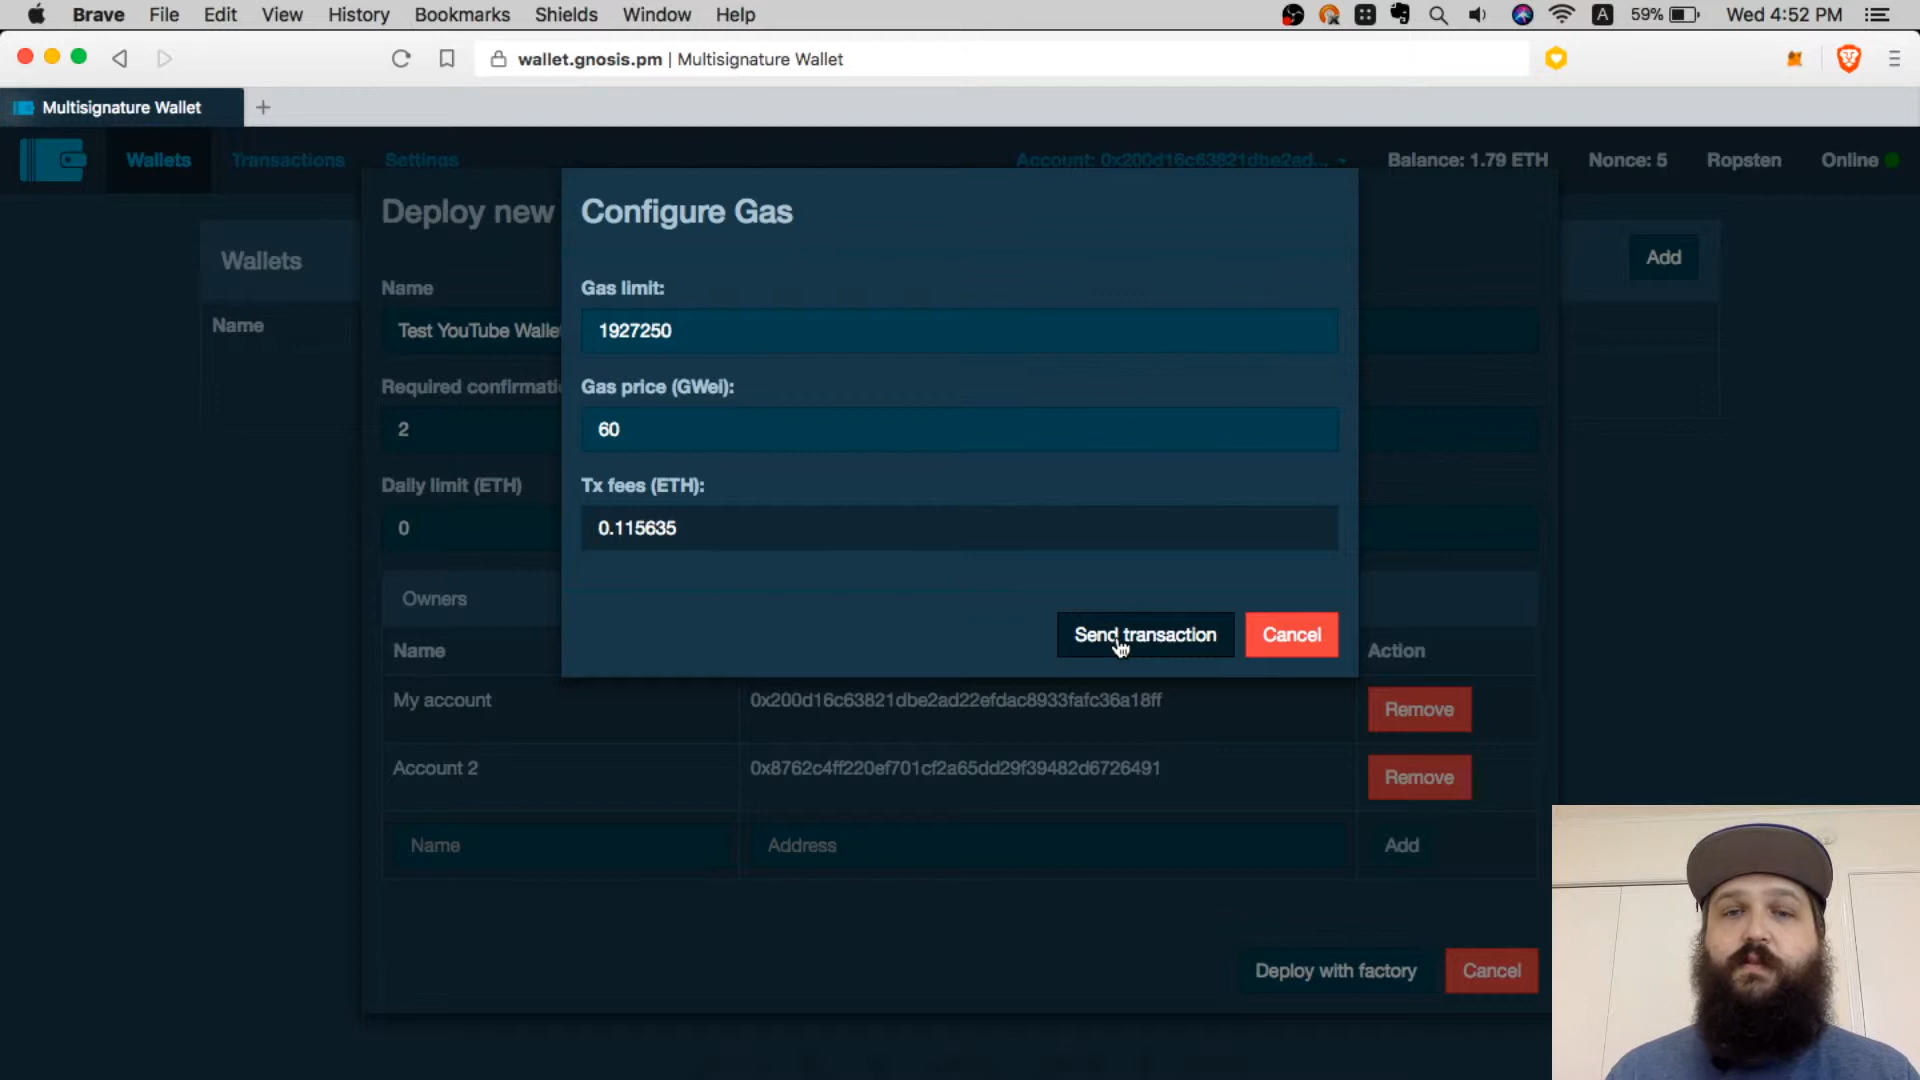 Brave File Edit View History Bookmarks Shields Window Help A 59% Wed 4:52 PM
wallet.gnosis.pm | Multisignature Wallet
Multisignature Wallet
Wallets Transactions Settings Account: 0x200d16c63821dbe2ad... Balance: 1.79 ETH Nonce: 5 Ropsten Online
Deploy new
Configure Gas
Wallets
Add
Name
Gas limit:
Name
Test YouTube Walle
1927250
Required confirmati
Gas price (GWei):
2
60
Daily limit (ETH)
Tx fees (ETH):
0
0.115635
Owners
Send transaction Cancel
Name
Action
My account 0x200d16c63821dbe2ad22efdac8933fafc36a18ff Remove
Account 2 0x8762c4ff220ef701cf2a65dd29f39482d6726491 Remove
Name Address Add
Deploy with factory Cancel